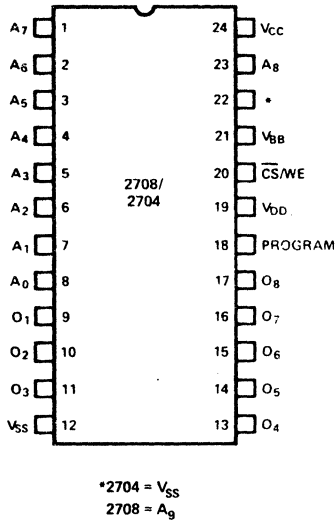 A7 1 24 VCC
A6 2 23 A8
A5 3 22 *
A4 4 21 VBB
A3 5 20 C̅S̅/WE
2708/
2704
A2 6 19 VDD
A1 7 18 PROGRAM
A0 8 17 O8
O1 9 16 O7
O2 10 15 O6
O3 11 14 O5
VSS 12 13 O4
*2704 = VSS
2708 = A9